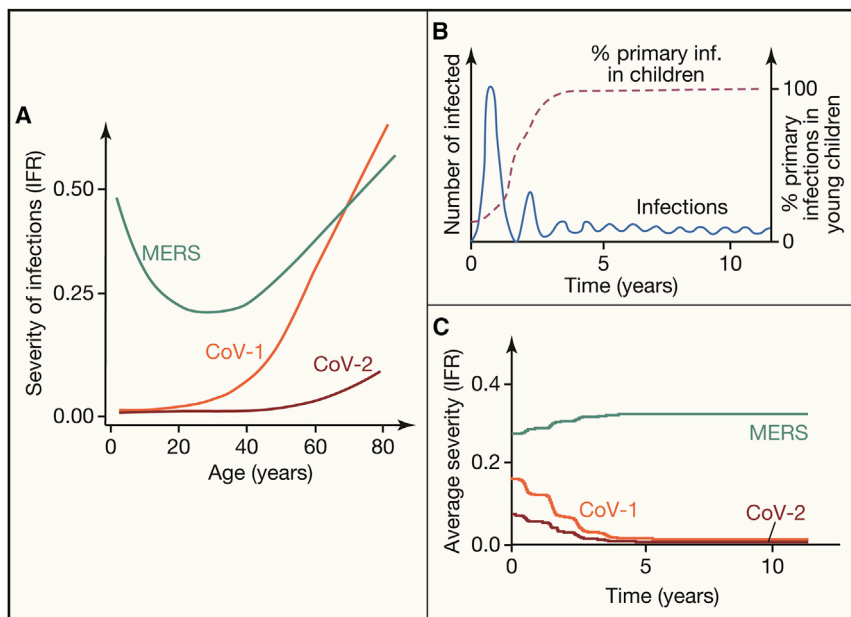 A
Severity of infections (IFR)
0.50
0.25
0.00
MERS
CoV-1
CoV-2
0 20 40 60 80
Age (years)
B
Number of infected
% primary inf.
in children
Infections
100
0
0
% primary
infections in
young children
0 5 10
Time (years)
C
Average severity (IFR)
0.4
0.2
0.0
MERS
CoV-1
CoV-2
0 5 10
Time (years)